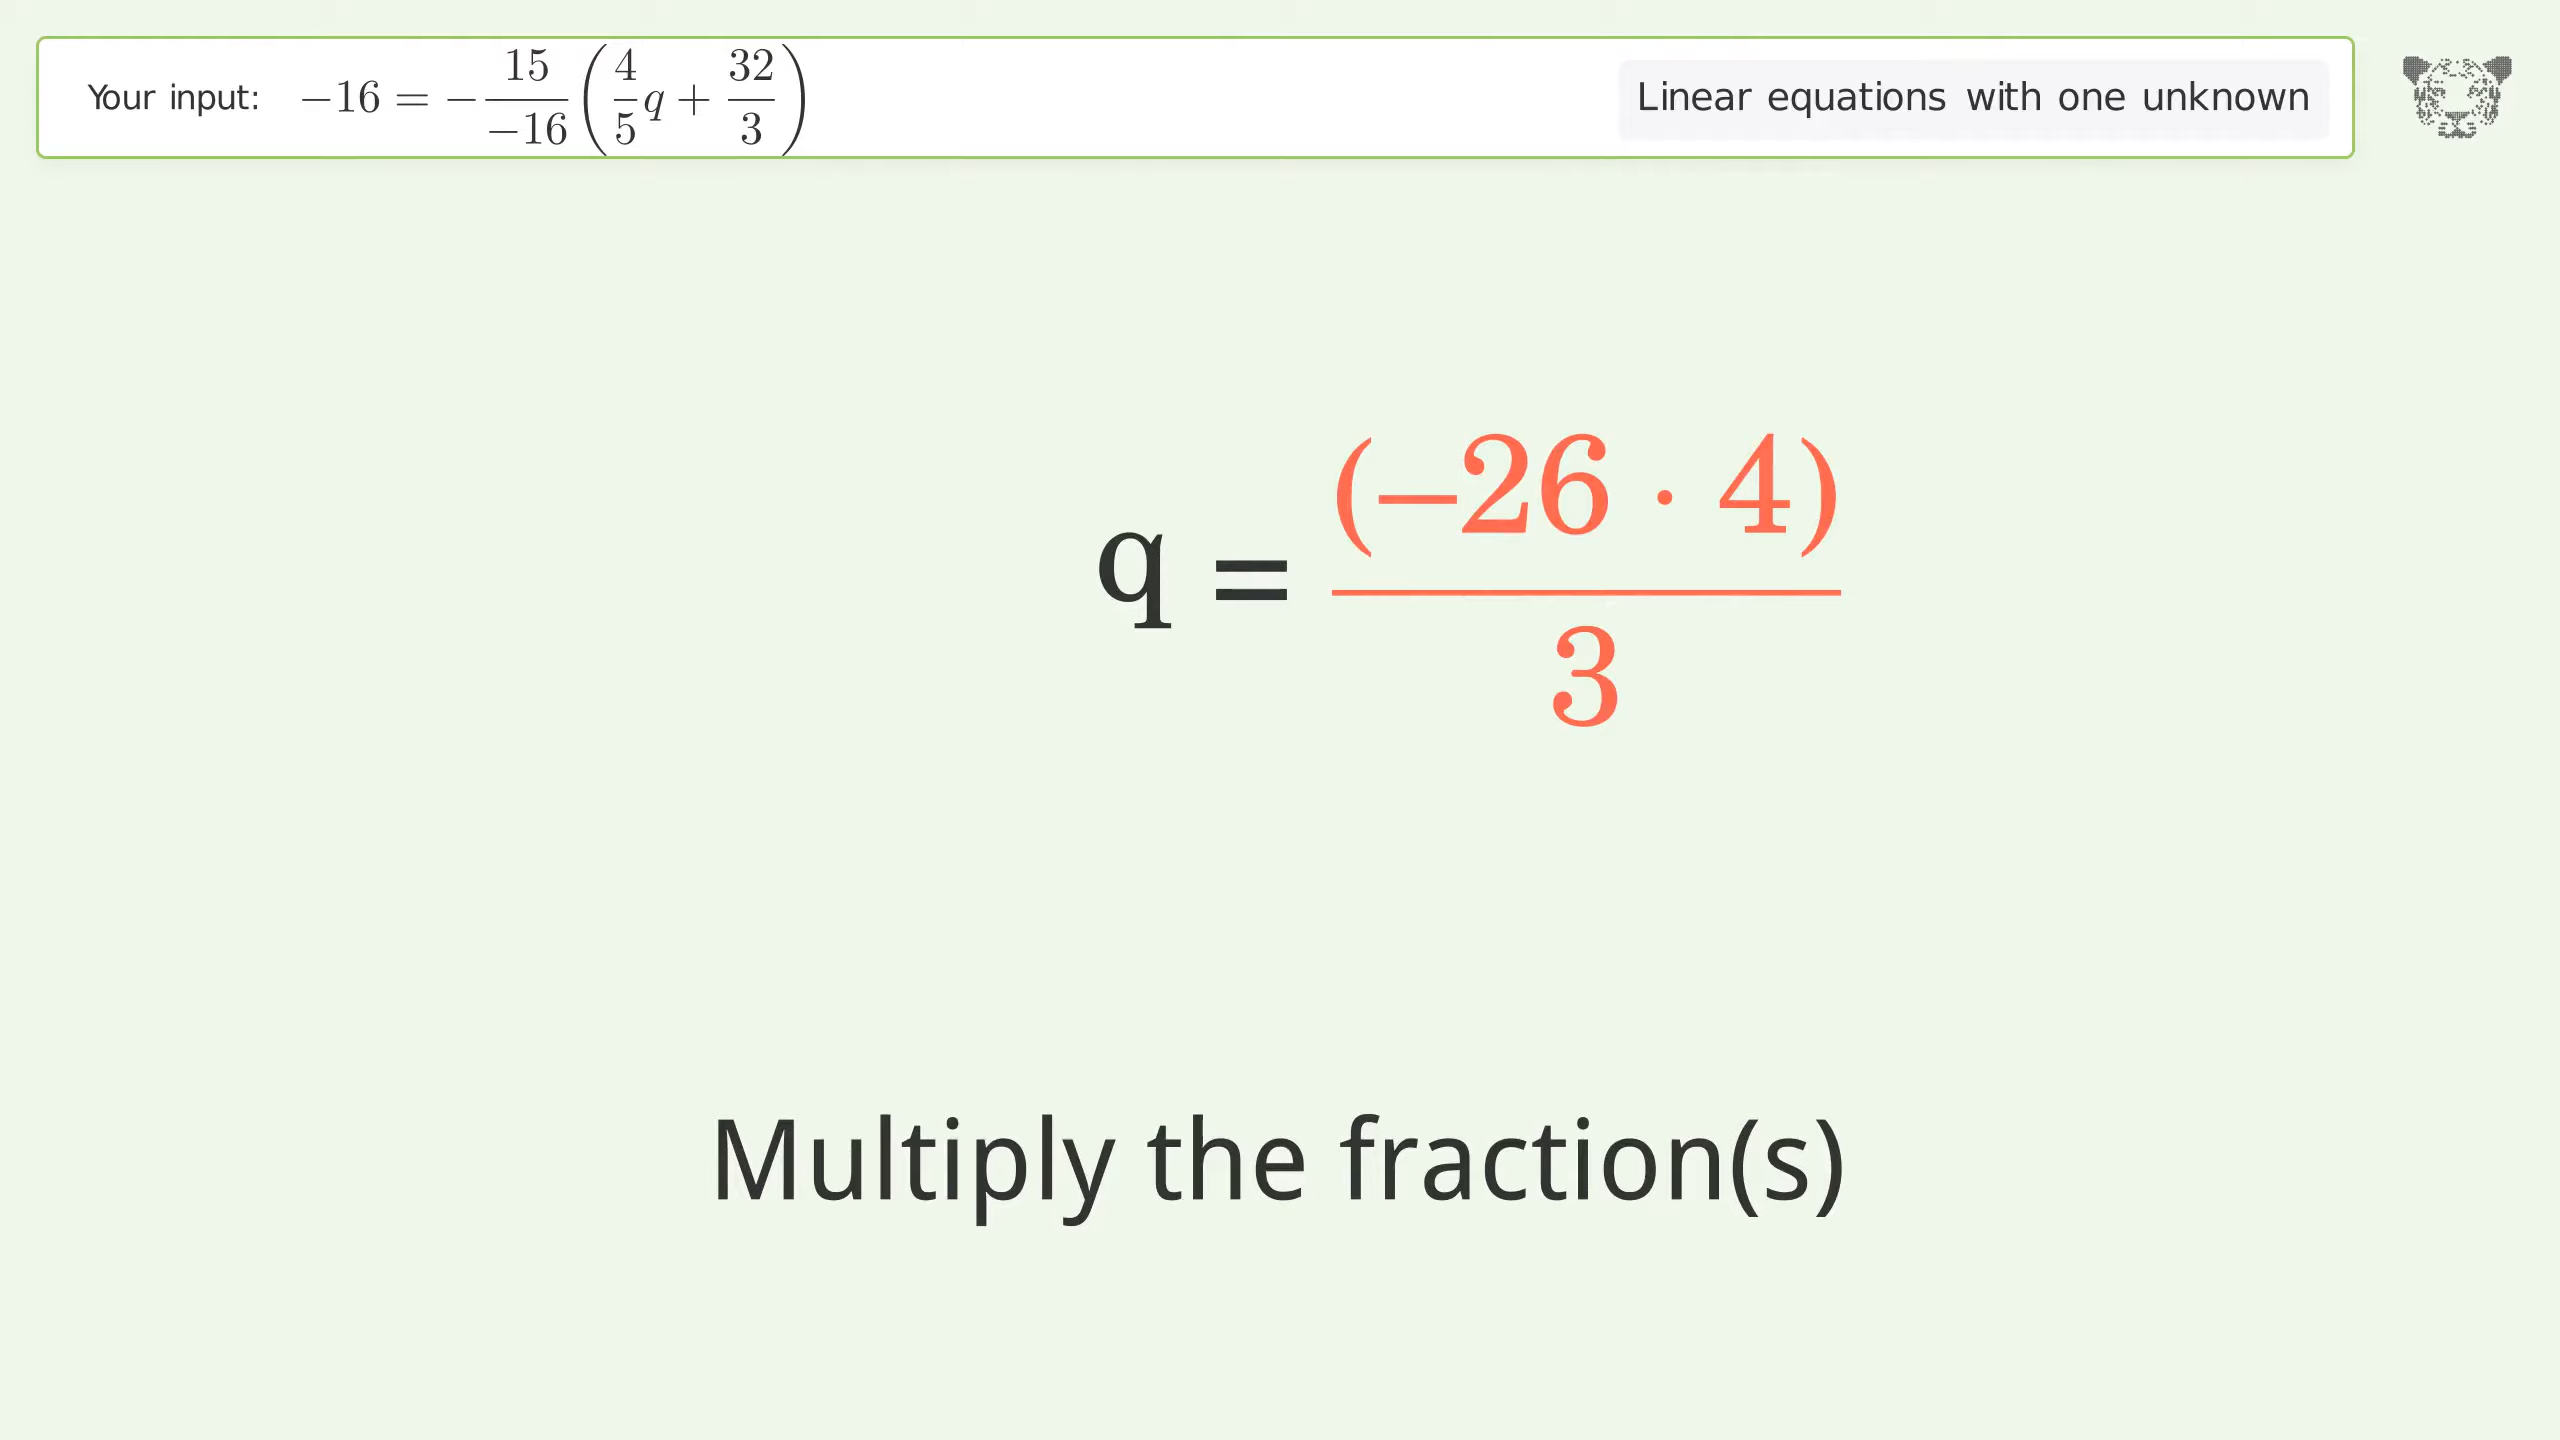 Your input: −16 = −15/−16(4/5 q + 32/3)
Linear equations with one unknown
q = (−26 · 4)/3
Multiply the fraction(s)